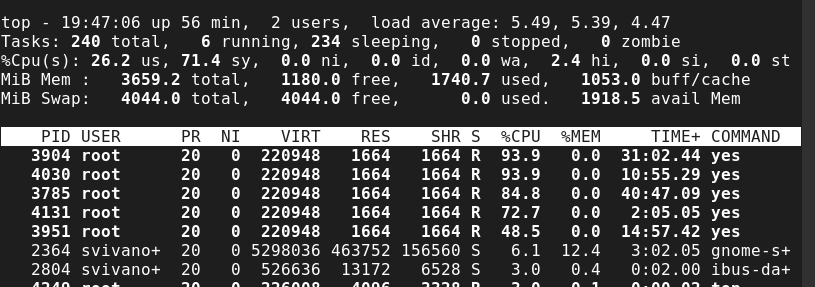 top - 19:47:06 up 56 min,  2 users,  load average: 5.49, 5.39, 4.47
Tasks: 240 total,   6 running, 234 sleeping,   0 stopped,   0 zombie
%Cpu(s): 26.2 us, 71.4 sy,  0.0 ni,  0.0 id,  0.0 wa,  2.4 hi,  0.0 si,  0.0 st
MiB Mem :   3659.2 total,   1180.0 free,   1740.7 used,   1053.0 buff/cache
MiB Swap:   4044.0 total,   4044.0 free,      0.0 used.   1918.5 avail Mem
PID USER      PR  NI    VIRT    RES    SHR S  %CPU  %MEM     TIME+ COMMAND
3904 root      20   0  220948   1664   1664 R  93.9   0.0  31:02.44 yes
4030 root      20   0  220948   1664   1664 R  93.9   0.0  10:55.29 yes
3785 root      20   0  220948   1664   1664 R  84.8   0.0  40:47.09 yes
4131 root      20   0  220948   1664   1664 R  72.7   0.0   2:05.05 yes
3951 root      20   0  220948   1664   1664 R  48.5   0.0  14:57.42 yes
2364 svivano+  20   0 5298036 463752 156560 S   6.1  12.4   3:02.05 gnome-s+
2804 svivano+  20   0  526636  13172   6528 S   3.0   0.4   0:02.00 ibus-da+